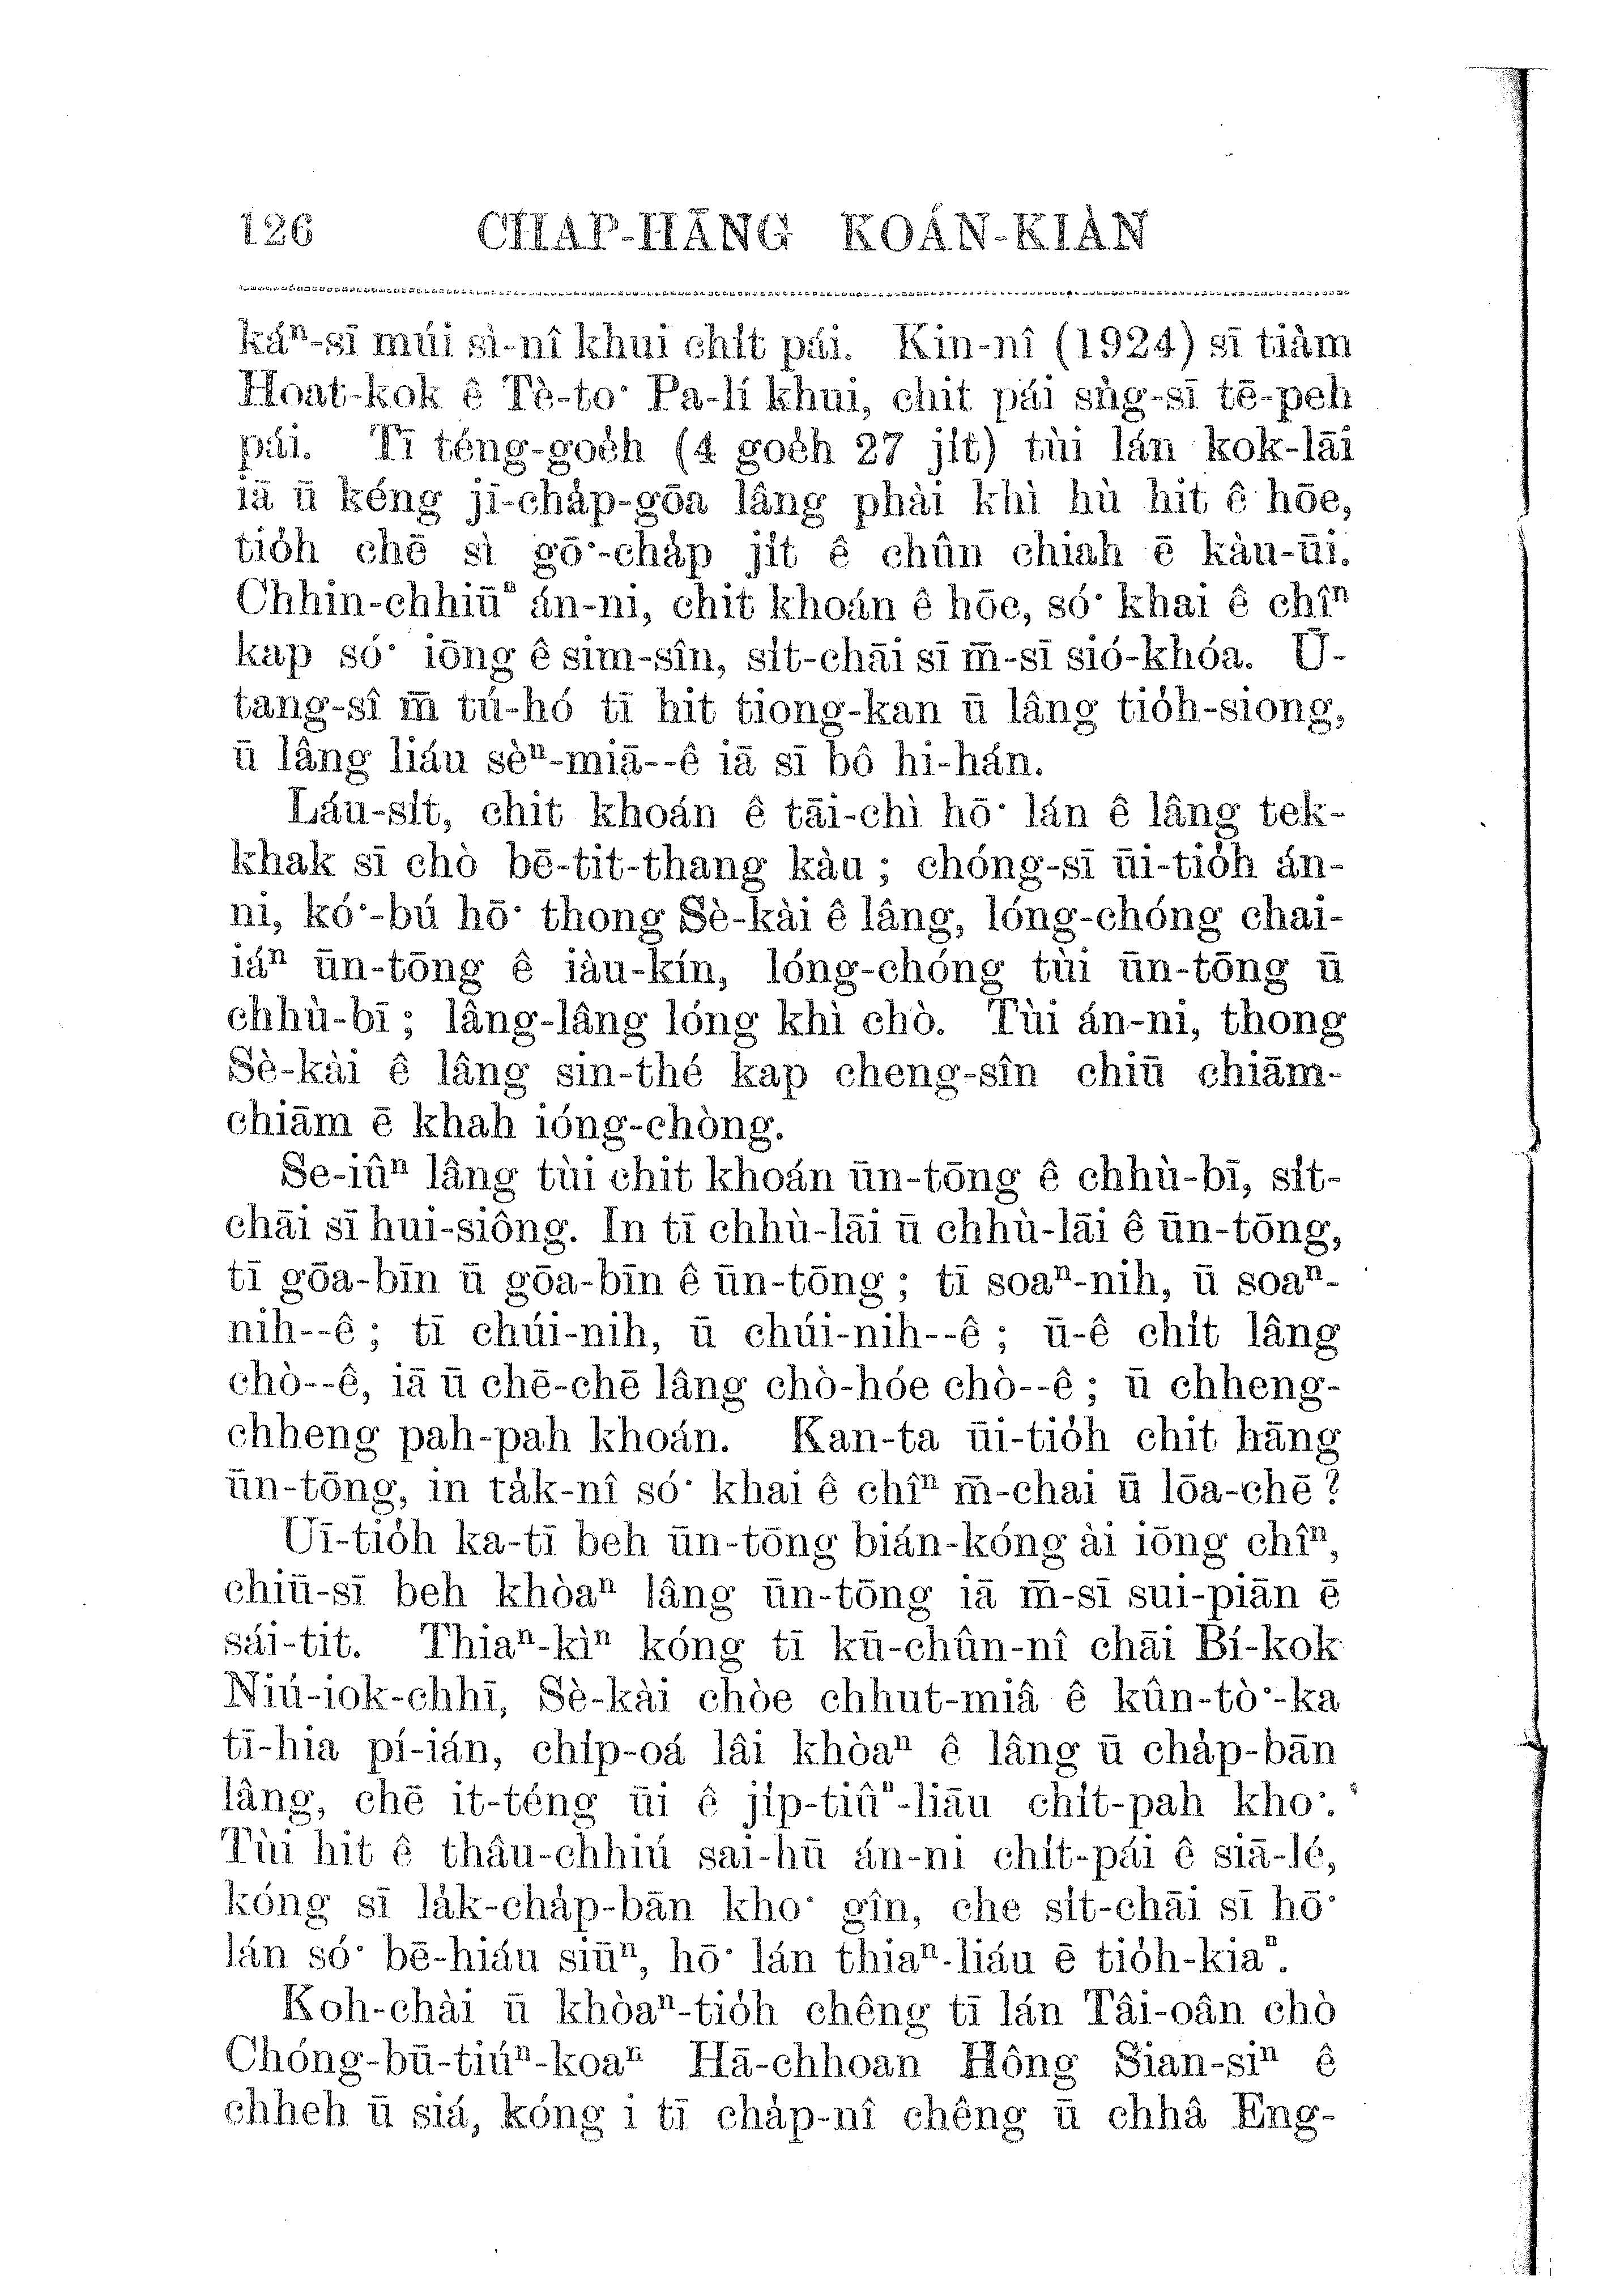 126 CHA̍P-HĀNG KOÁN-KIÀN
káⁿ-sī múi sì-nî khui chi̍t pái. Kin-nî (1924) sī tiàm
Hoat-kok ê Tè-to͘ Pa-lí khui, chit pái sǹg-sī tē-peh
pái. Tī téng-goe̍h (4 goe̍h 27 ji̍t) tùi lán kok-lāi
iā ū kéng jī-cha̍p-gōa lâng phài khì hù hit ê hōe,
tio̍h chē sì gō͘-cha̍p ji̍t ê chûn chiah ē kàu-ūi.
Chhin-chhiūⁿ án-ni, chit khoán ê hōe, só͘ khai ê chîⁿ
kap só͘ iōng ê sim-sîn, si̍t-chāi sī m̄-sī sió-khóa. Ū-
tang-sî m̄ tú-hó tī hit tiong-kan ū lâng tio̍h-siong,
ū lâng liáu sèⁿ-miā--ê iā sī bô hi-hán.
Láu-si̍t, chit khoán ê tāi-chì hō͘ lán ê lâng tek-
khak sī chò bē-tit-thang kàu; chóng-sī ūi-tio̍h án-
ni, kó͘-bú hō͘ thong Sè-kài ê lâng, lóng-chóng chai-
iáⁿ ūn-tōng ê iàu-kín, lóng-chóng tùi ūn-tōng ū
chhù-bī; lâng-lâng lóng khì chò. Tùi án-ni, thong
Sè-kài ê lâng sin-thé kap cheng-sîn chiū chiām-
chiām ē khah ióng-chòng.
Se-iûⁿ lâng tùi chit khoán ūn-tōng ê chhù-bī, si̍t-
chāi sī hui-siông. In tī chhù-lāi ū chhù-lāi ê ūn-tōng,
tī gōa-bīn ū gōa-bīn ê ūn-tōng; tī soaⁿ-nih, ū soaⁿ-
nih--ê; tī chúi-nih, ū chúi-nih--ê; ū-ê chi̍t lâng
chò--ê, iā ū chē-chē lâng chò-hóe chò--ê; ū chheng-
chheng pah-pah khoán. Kan-ta ūi-tio̍h chit hāng
ūn-tōng, in ta̍k-nî só͘ khai ê chîⁿ m̄-chai ū lōa-chē?
Ūi-tio̍h ka-tī beh ūn-tōng bián-kóng ài iōng chîⁿ,
chiū-sī beh khòaⁿ lâng ūn-tōng iā m̄-sī sui-piān ē
sái-tit. Thiaⁿ-kìⁿ kóng tī kū-chûn-nî chāi Bí-kok
Niú-iok-chhī, Sè-kài chòe chhut-miâ ê kûn-tò͘-ka
tī-hia pí-ián, chi̍p-oá lâi khòaⁿ ê lâng ū cha̍p-bān
lâng, chē it-téng ūi ê ji̍p-tiûⁿ-liāu chi̍t-pah kho͘.
Tùi hit ê thâu-chhiú sai-hū án-ni chi̍t-pái ê siā-lé,
kóng sī la̍k-cha̍p-bān kho͘ gîn, che si̍t-chāi sī hō͘
lán só͘ bē-hiáu siūⁿ, hō͘ lán thiaⁿ-liáu ē tio̍h-kiaⁿ.
Koh-chài ū khòaⁿ-tio̍h chêng tī lán Tâi-oân chò
Chóng-bū-tiúⁿ-koaⁿ Hā-chhoan Hông Sian-siⁿ ê
chheh ū siá, kóng i tī cha̍p-nî chêng ū chhâ Eng-